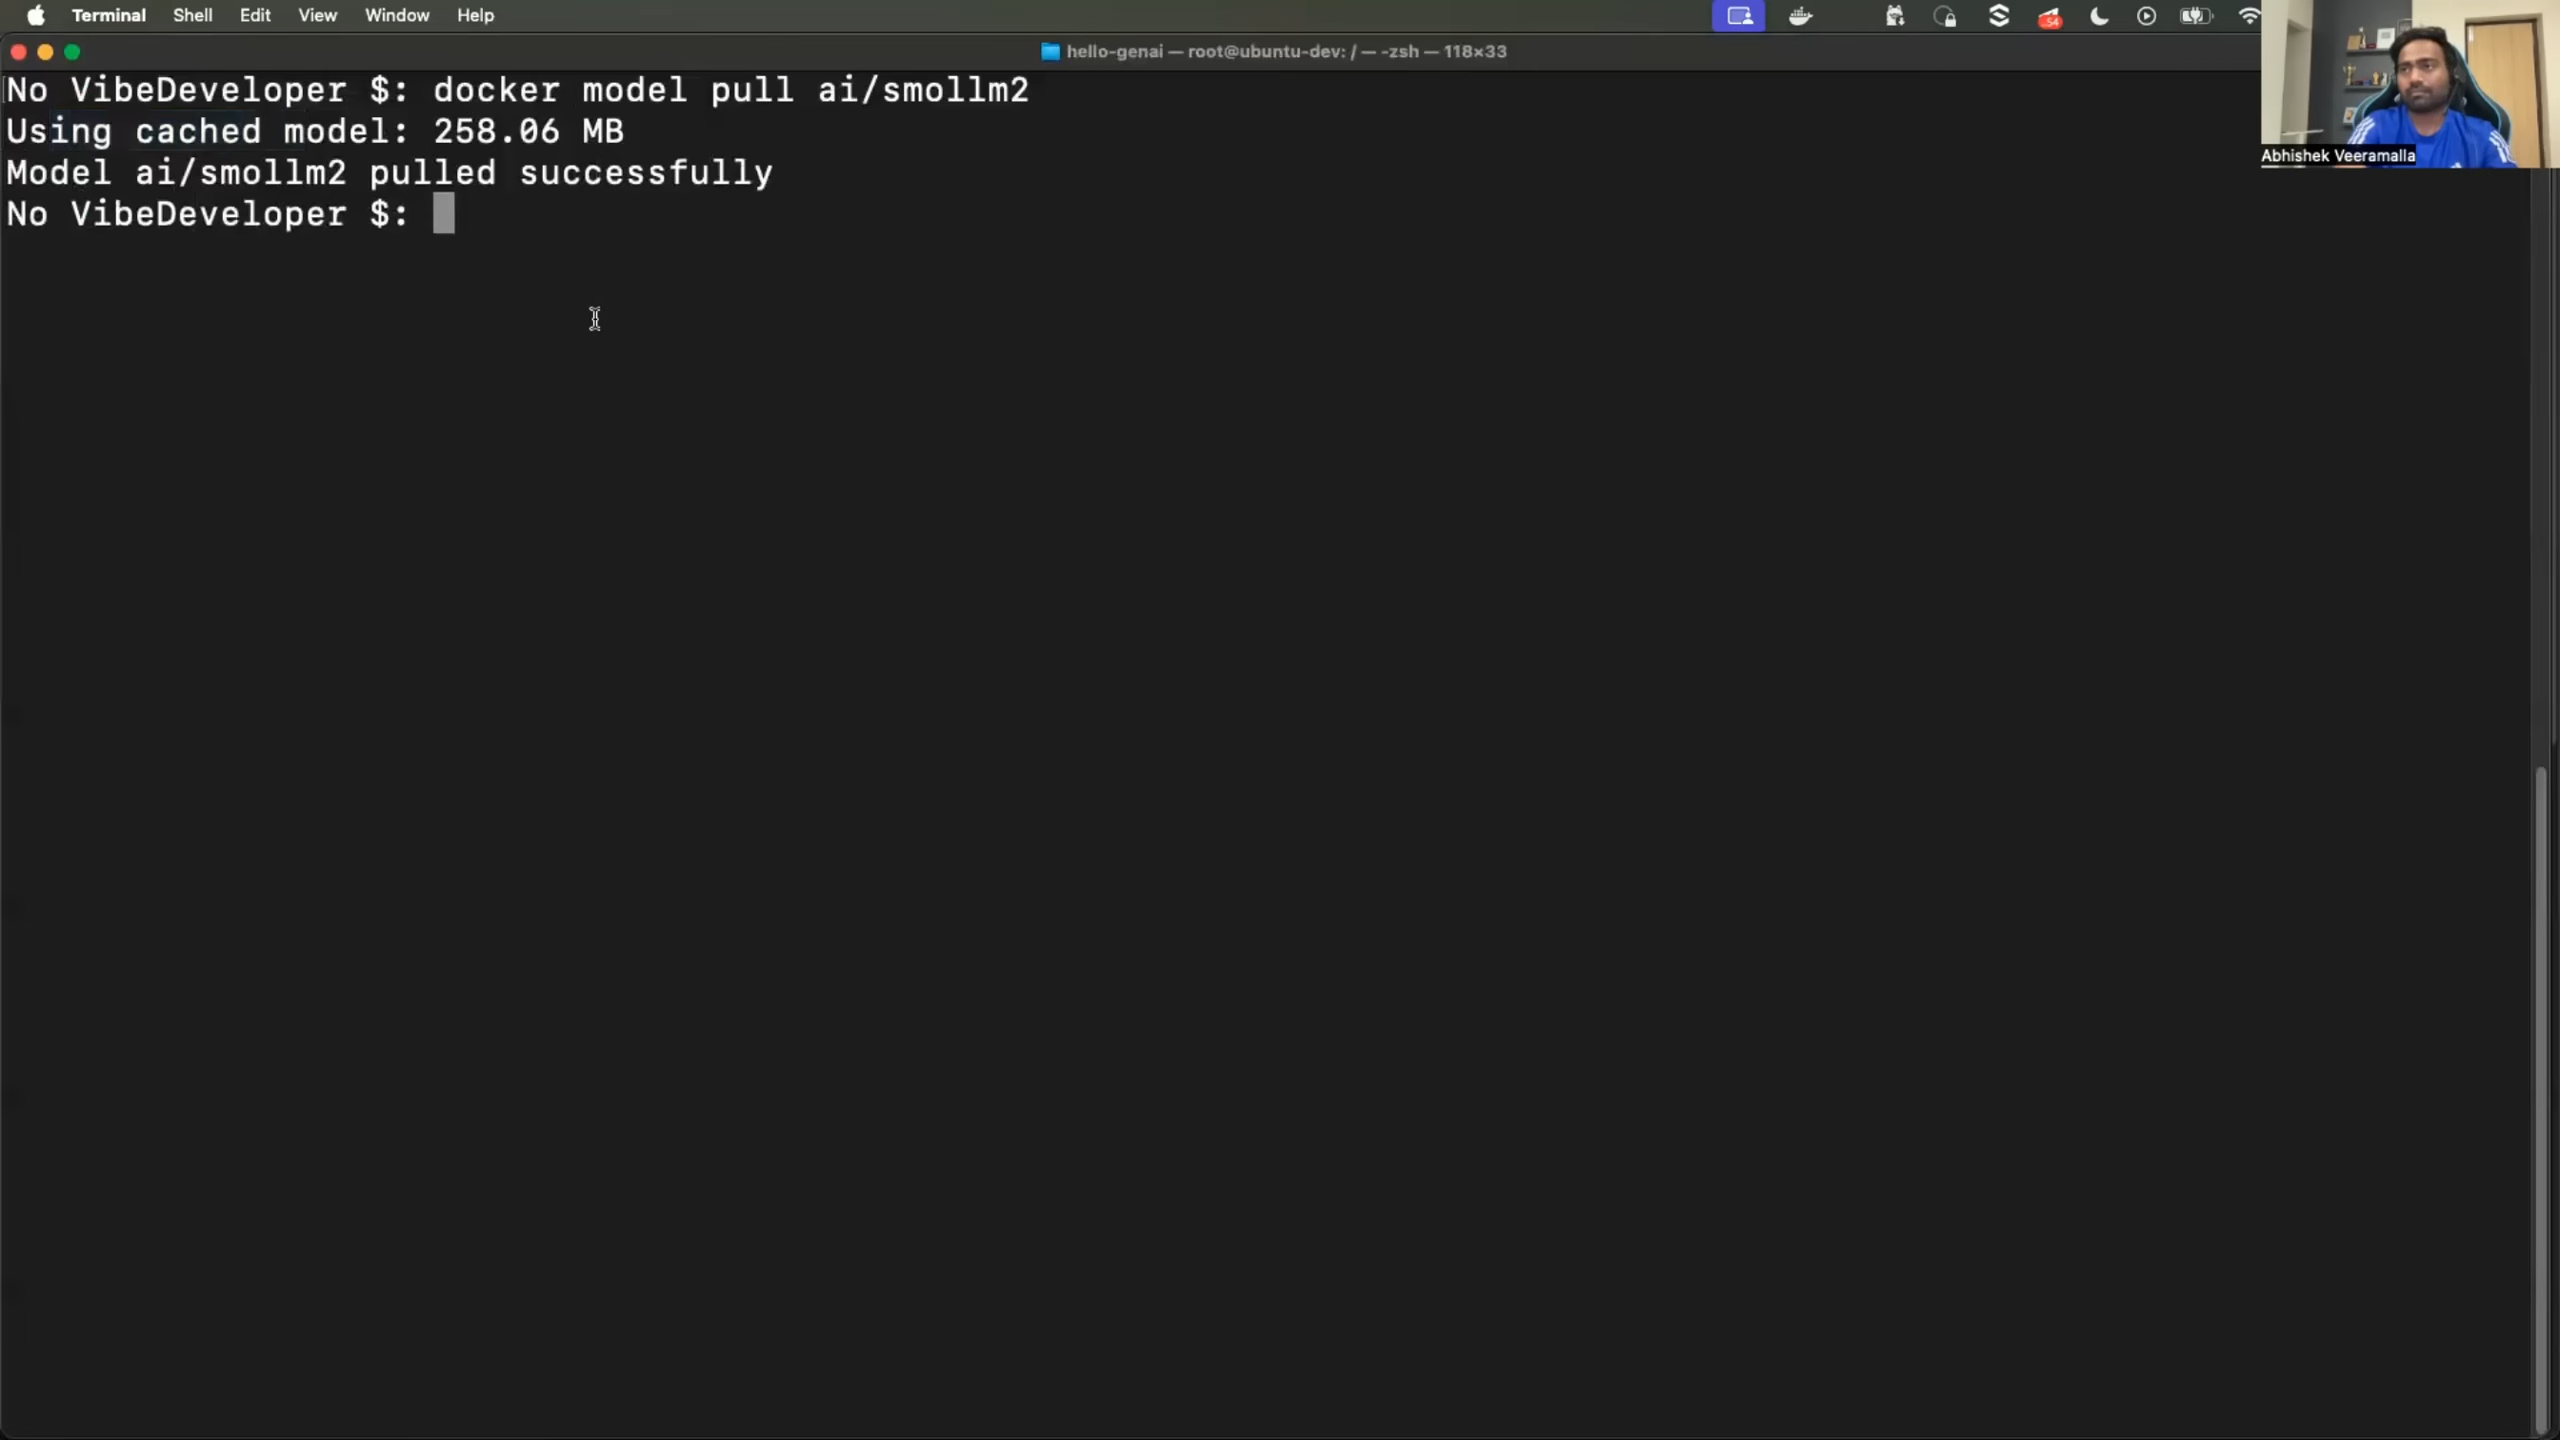 Terminal Shell Edit View Window Help
54
hello-genai — root@ubuntu-dev: / — -zsh — 118×33
No VibeDeveloper $: docker model pull ai/smollm2
Using cached model: 258.06 MB
Model ai/smollm2 pulled successfully
No VibeDeveloper $:
Abhishek Veeramalla